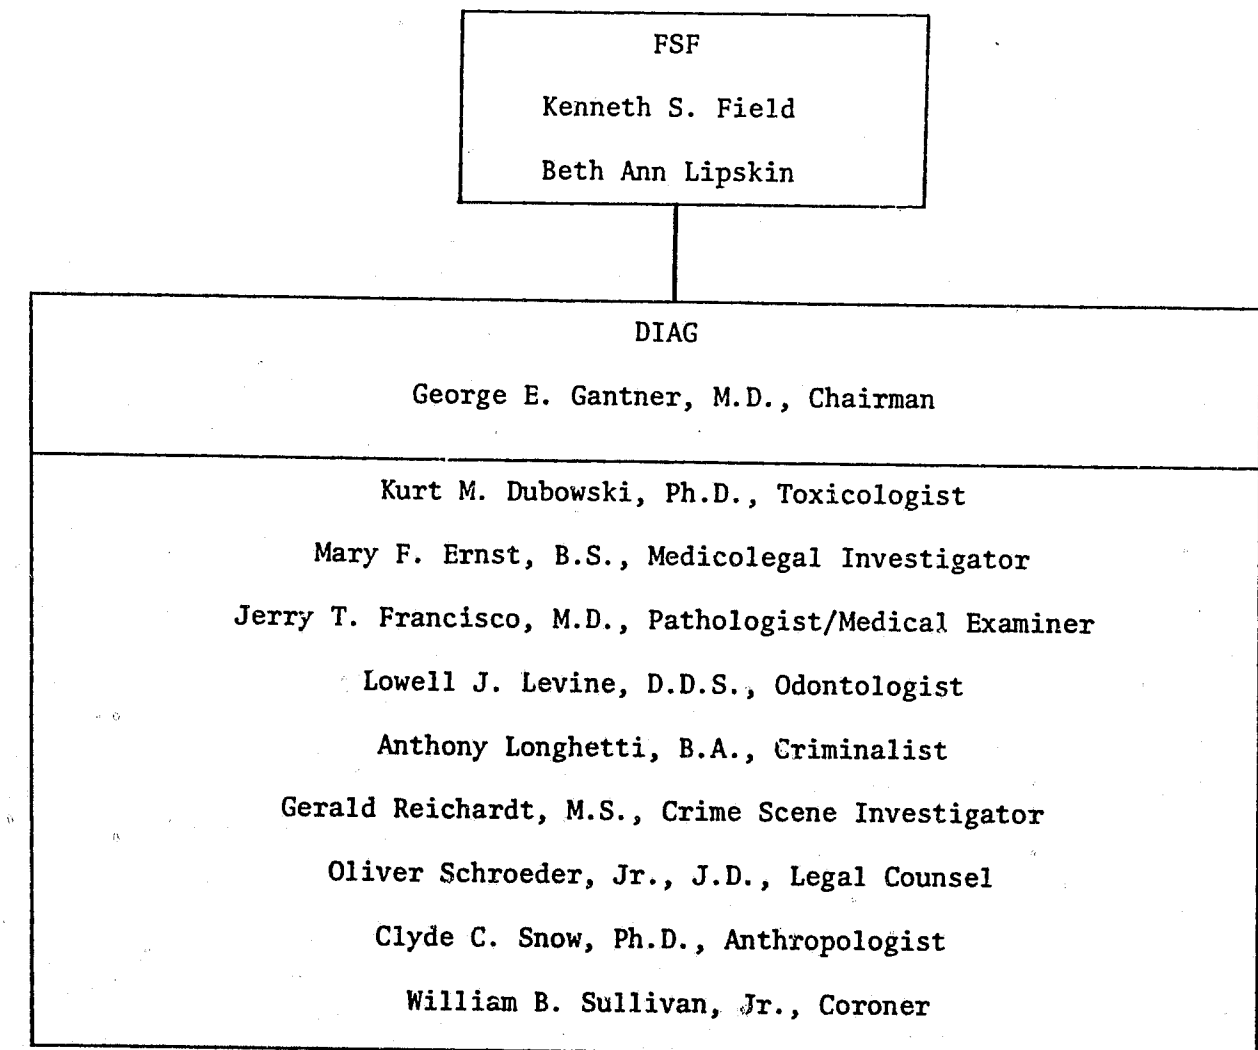 FSF
Kenneth S. Field
Beth Ann Lipskin
DIAG
George E. Gantner, M.D., Chairman
Kurt M. Dubowski, Ph.D., Toxicologist
Mary F. Ernst, B.S., Medicolegal Investigator
Jerry T. Francisco, M.D., Pathologist/Medical Examiner
Lowell J. Levine, D.D.S., Odontologist
Anthony Longhetti, B.A., Criminalist
Gerald Reichardt, M.S., Crime Scene Investigator
Oliver Schroeder, Jr., J.D., Legal Counsel
Clyde C. Snow, Ph.D., Anthropologist
William B. Sullivan, Jr., Coroner